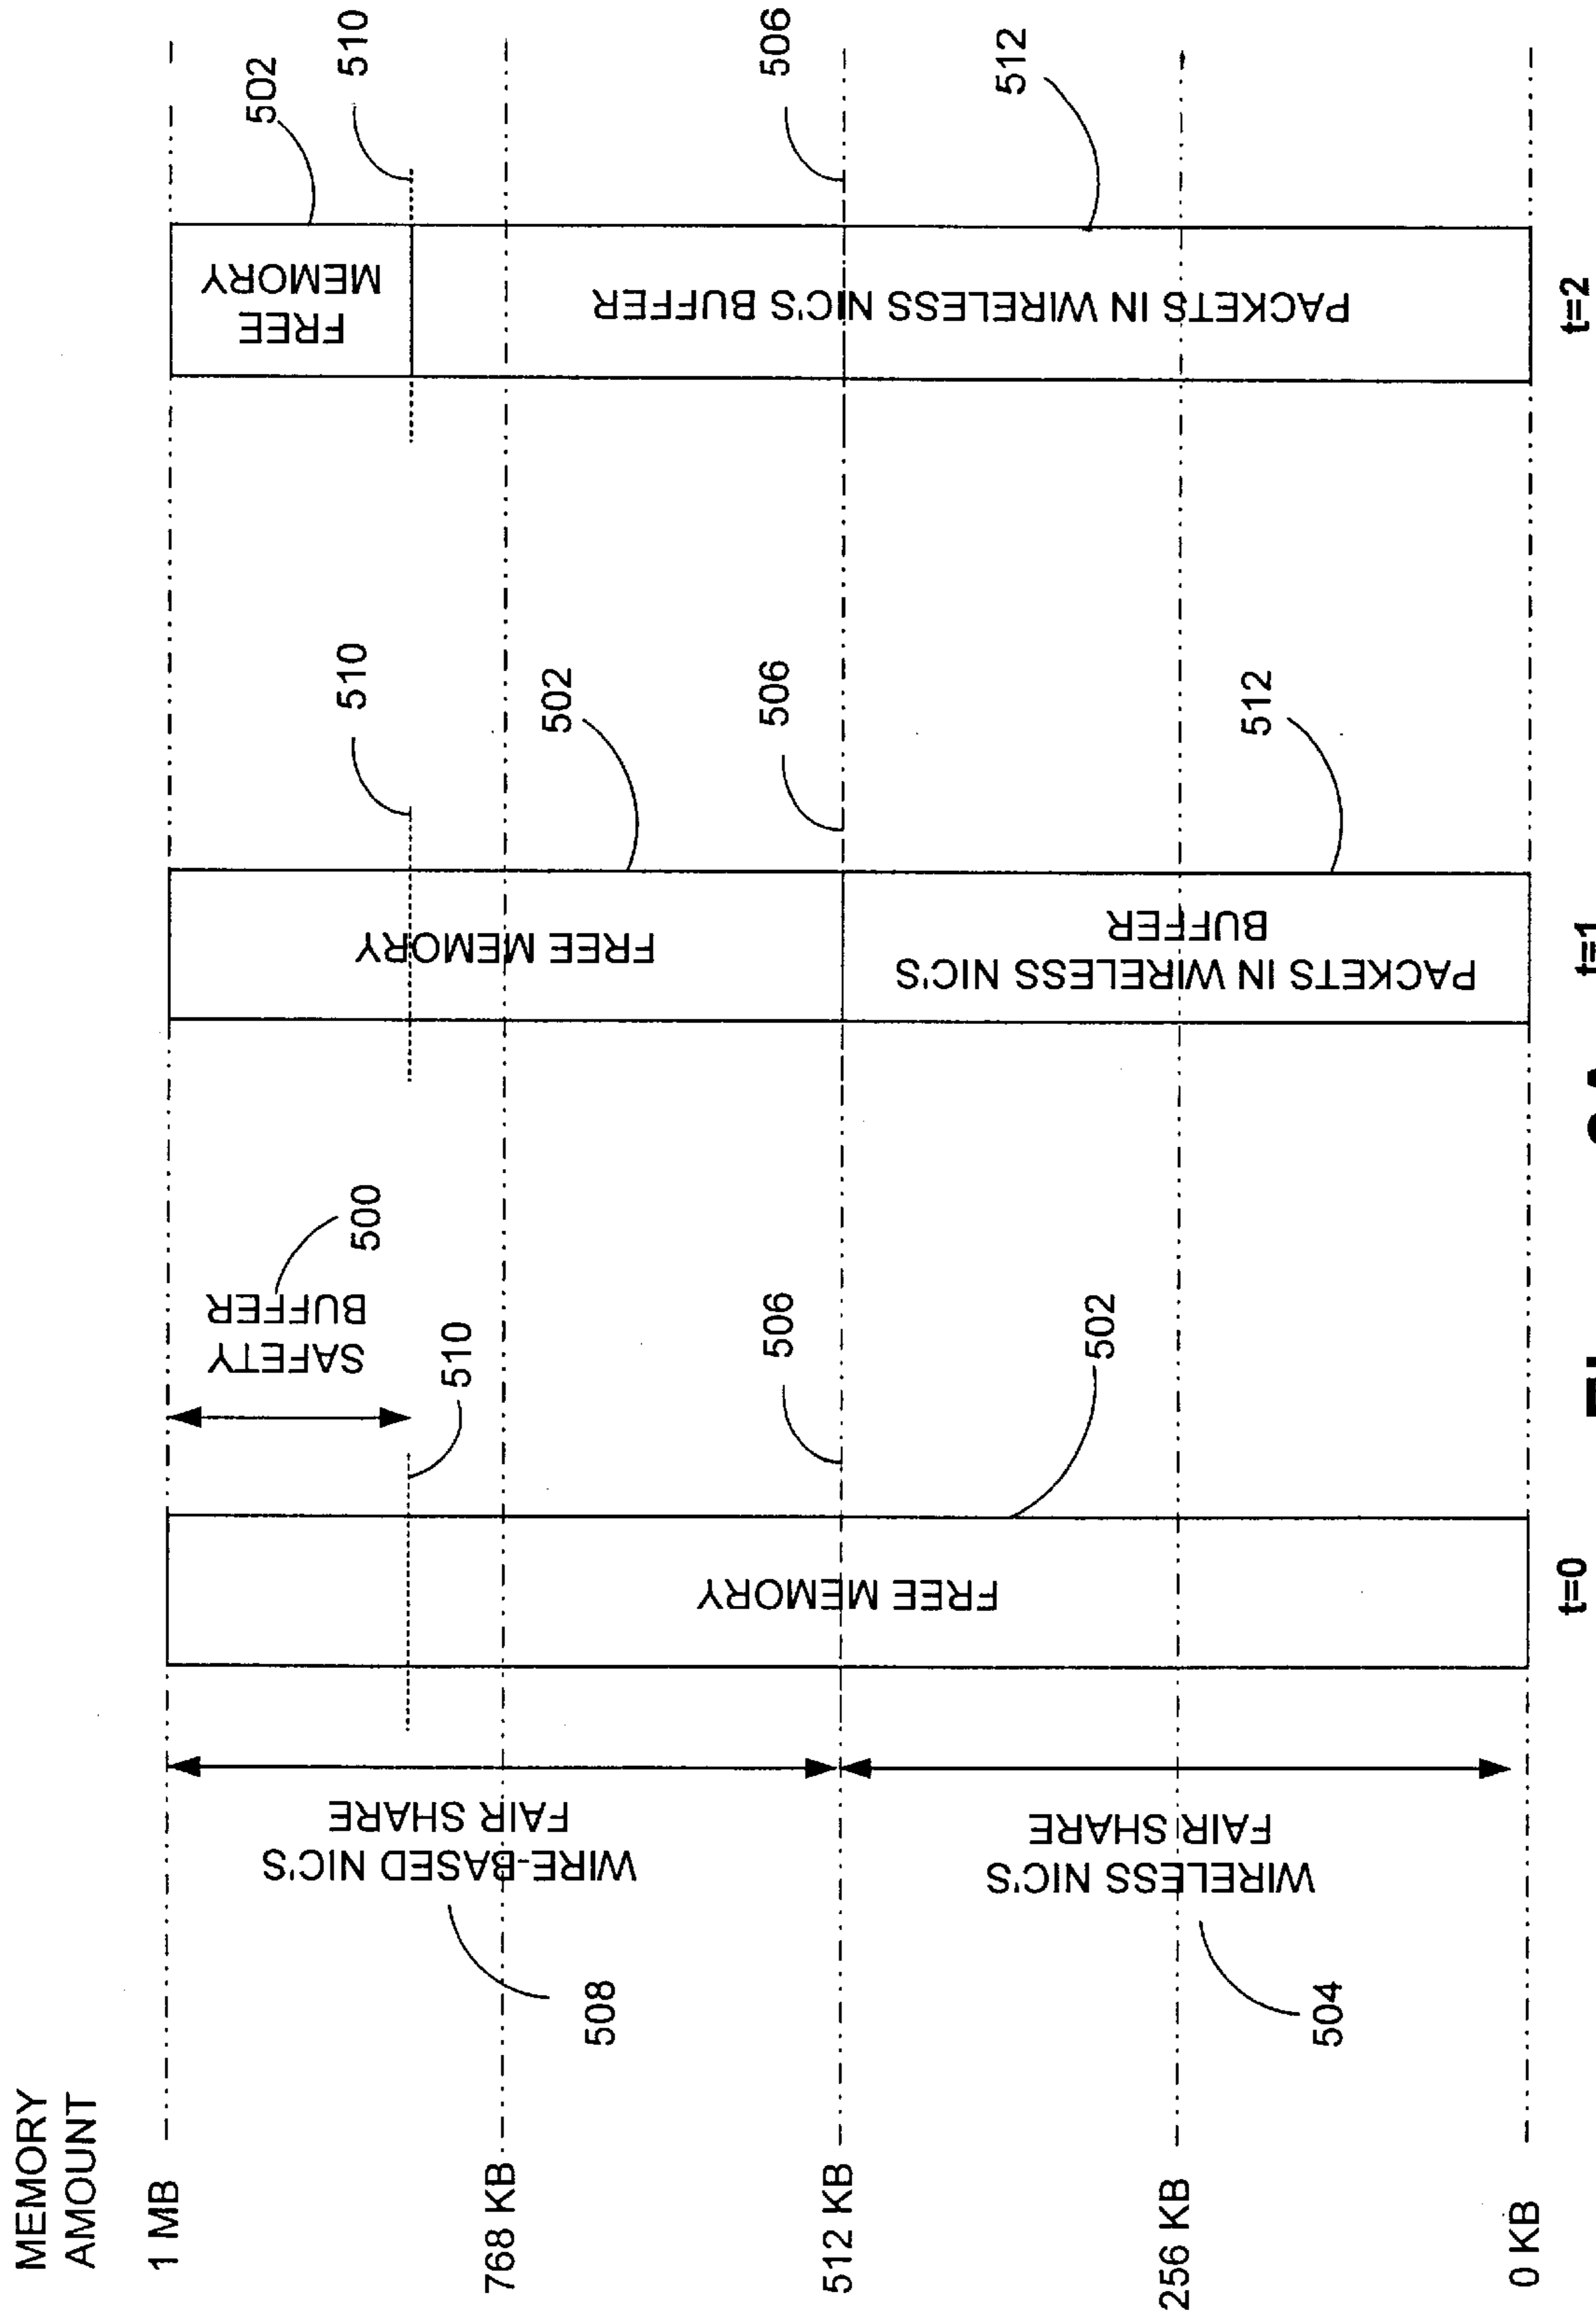 MEMORY
AMOUNT
1 MB
768 KB
512 KB
256 KB
0 KB
508
WIRE-BASED NIC'S
FAIR SHARE
504
WIRELESS NIC'S
FAIR SHARE
FREE MEMORY
t=0
510
SAFETY
BUFFER
500
506
502
FREE MEMORY
PACKETS IN WIRELESS NIC'S
BUFFER
t=1
510
502
506
512
FREE
MEMORY
PACKETS IN WIRELESS NIC'S BUFFER
t=2
502
510
506
512